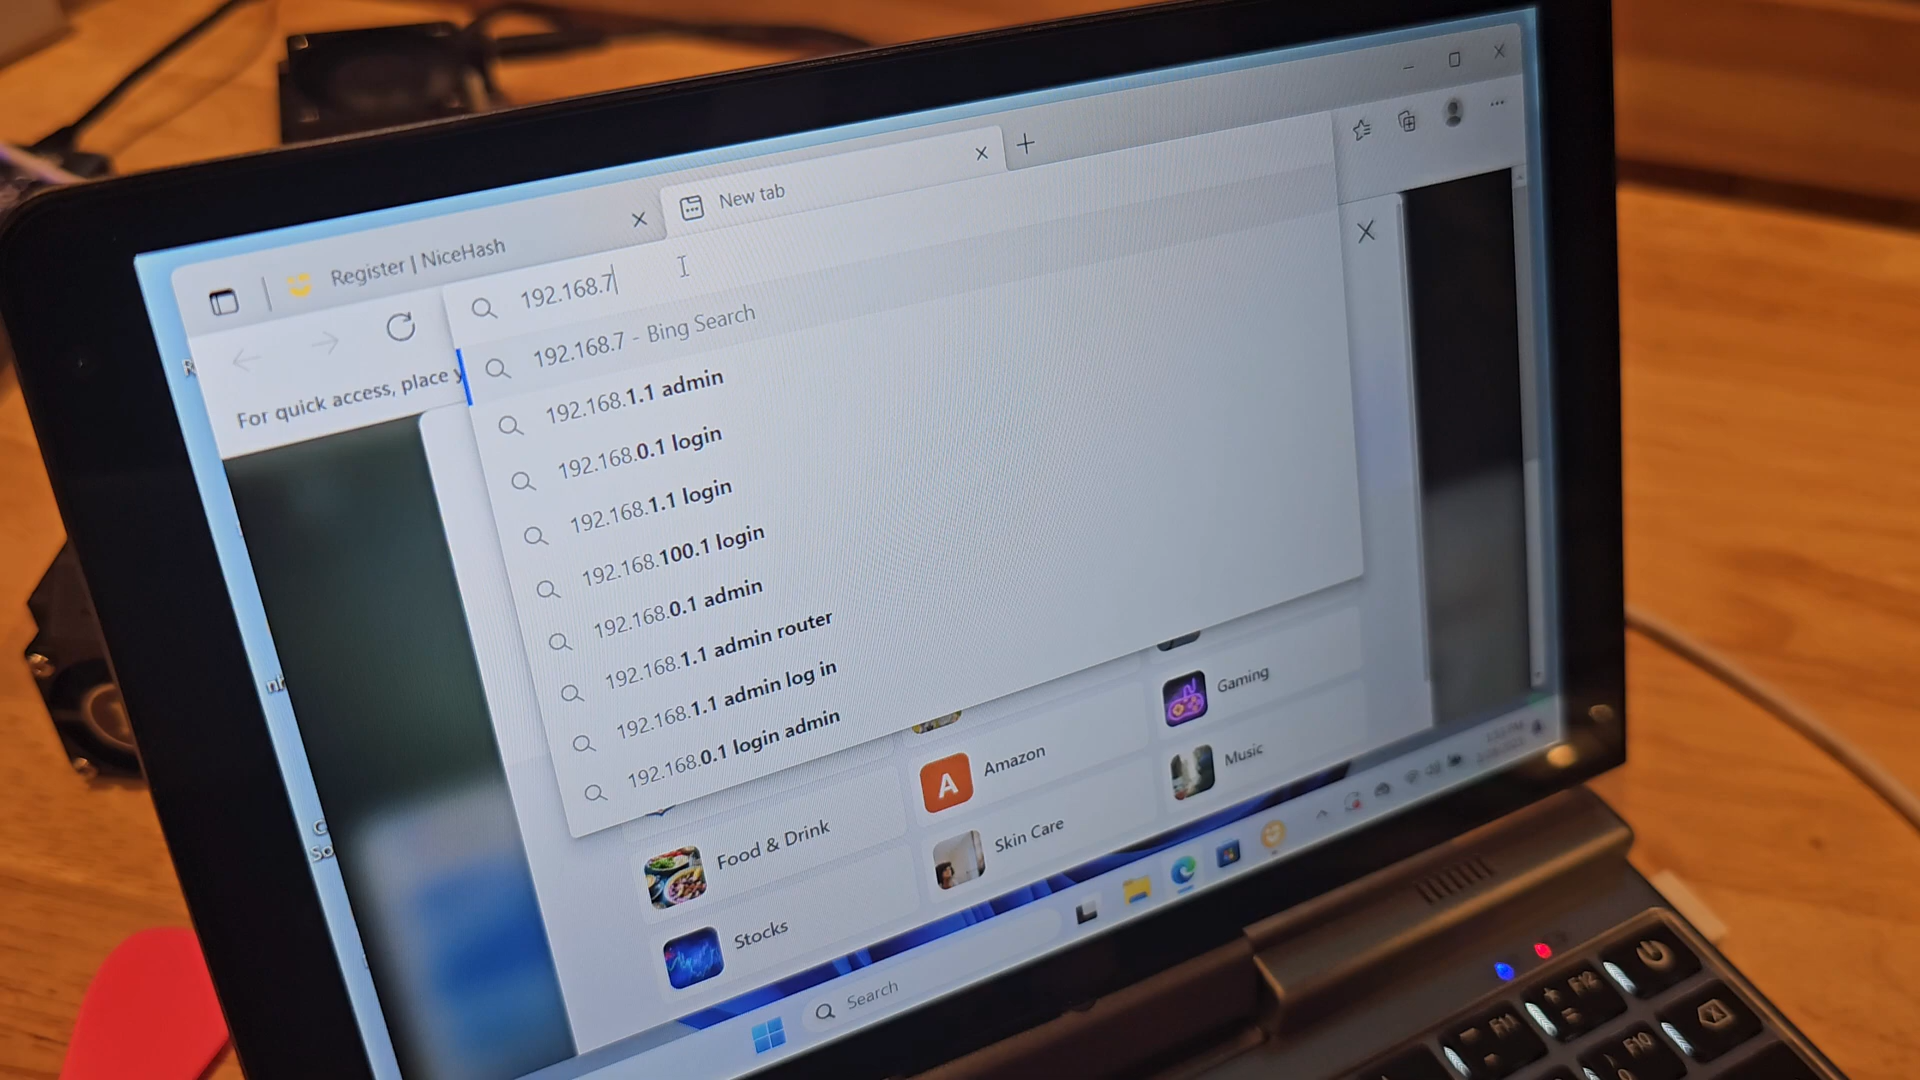 Register | NiceHash
New tab
192.168.7
For quick access, place y
192.168.7 - Bing Search
192.168.1.1 admin
192.168.0.1 login
192.168.1.1 login
192.168.100.1 login
192.168.0.1 admin
192.168.1.1 admin router
192.168.1.1 admin log in
192.168.0.1 login admin
Gaming
Amazon
Music
Food & Drink
Skin Care
Stocks
Search
F12
F11
F10